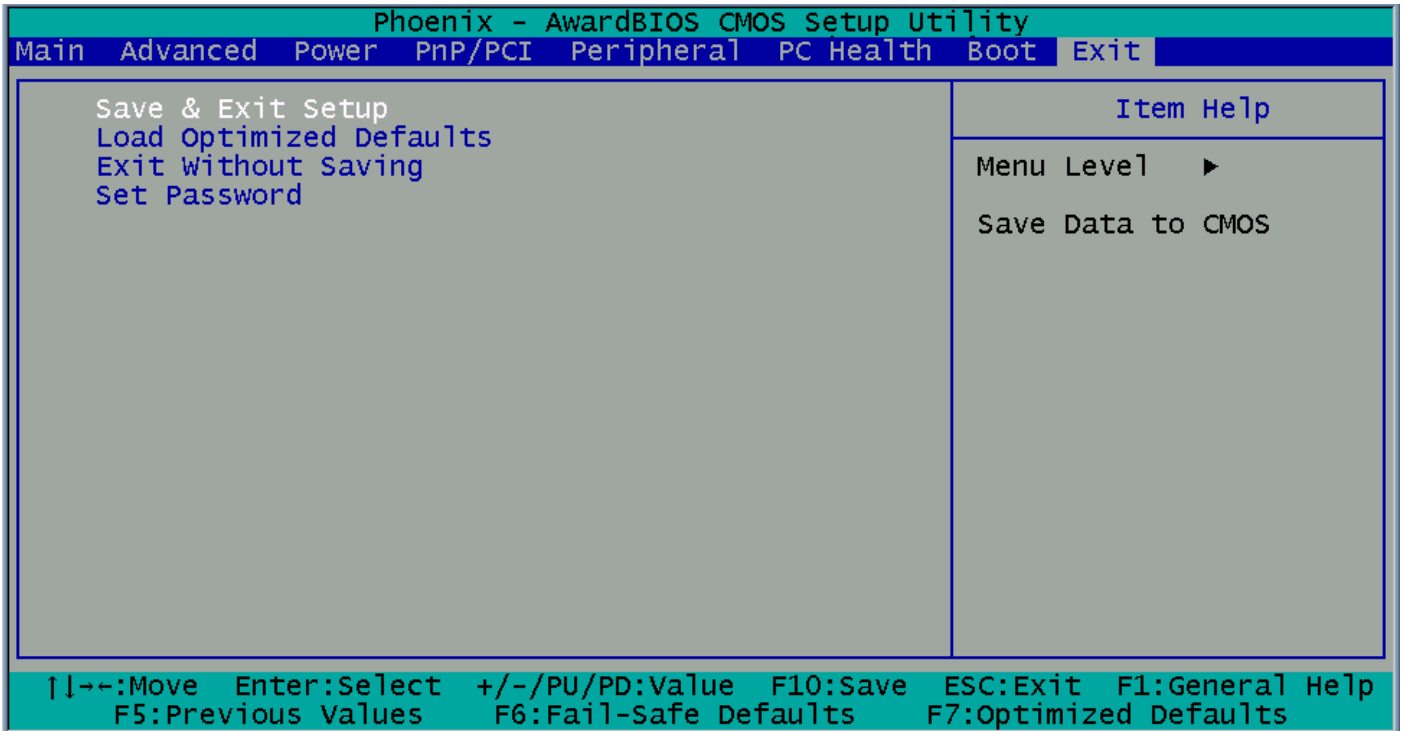 Phoenix - AwardBIOS CMOS Setup Utility
Main Advanced Power PnP/PCI Peripheral PC Health Boot Exit
Save & Exit Setup
Load Optimized Defaults
Exit Without Saving
Set Password
Item Help
Menu Level ▶
Save Data to CMOS
↑↓→←:Move Enter:Select +/-/PU/PD:Value F10:Save ESC:Exit F1:General Help
F5:Previous Values F6:Fail-Safe Defaults F7:Optimized Defaults